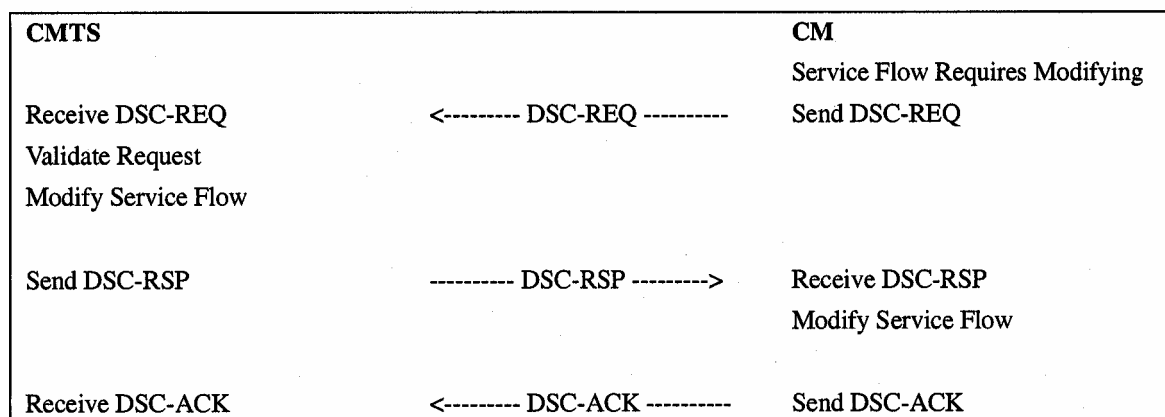 CMTS CM
Service Flow Requires Modifying
Receive DSC-REQ <--------- DSC-REQ ---------- Send DSC-REQ
Validate Request
Modify Service Flow
Send DSC-RSP ---------- DSC-RSP ---------> Receive DSC-RSP
Modify Service Flow
Receive DSC-ACK <--------- DSC-ACK ---------- Send DSC-ACK